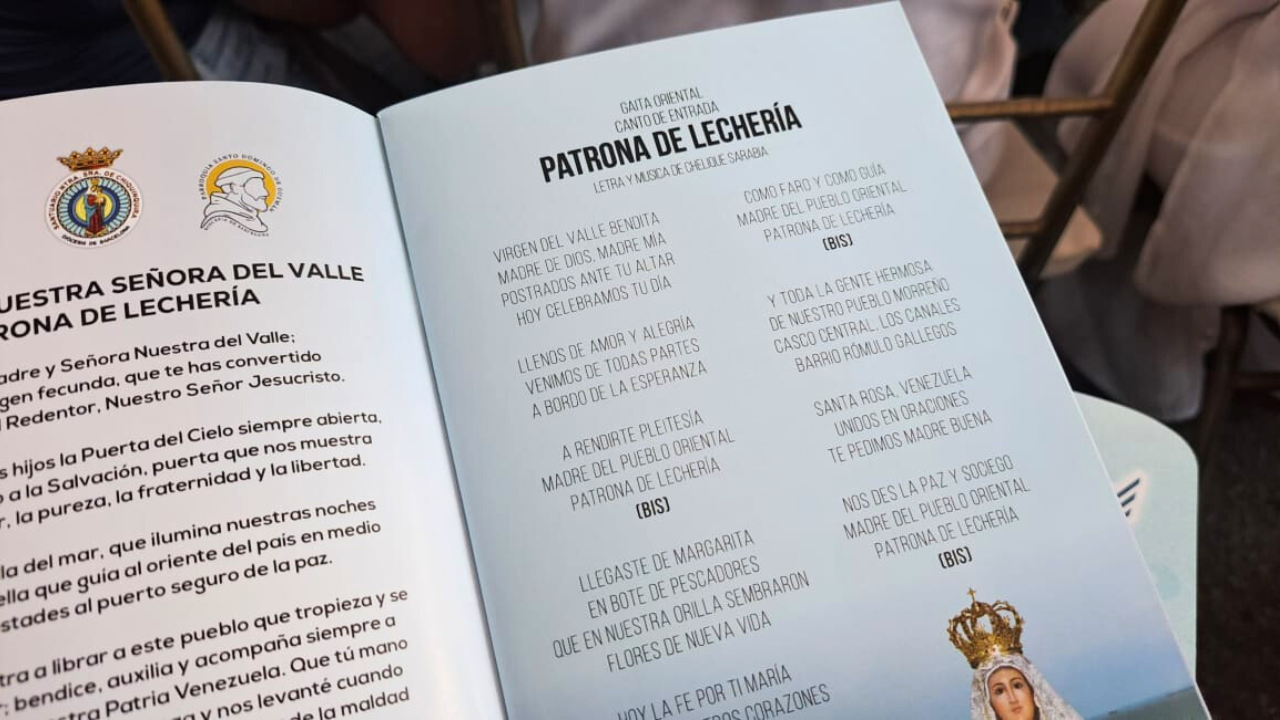 SANTUARIO NTRA. SRA. DE CHIQUINQUIRÁ
DIÓCESIS DE BARCELONA
PARROQUIA SANTO DOMINGO DE GUZMÁN
UESTRA SEÑORA DEL VALLE
RONA DE LECHERÍA
adre y Señora Nuestra del Valle;
gen fecunda, que te has convertido
l Redentor, Nuestro Señor Jesucristo.
s hijos la Puerta del Cielo siempre abierta,
o a la Salvación, puerta que nos muestra
r, la pureza, la fraternidad y la libertad.
la del mar, que ilumina nuestras noches
ella que guía al oriente del país en medio
stades al puerto seguro de la paz.
tra a librar a este pueblo que tropieza y se
r; bendice, auxilia y acompaña siempre a
stra Patria Venezuela. Que tú mano
a y nos levanté cuando
de la maldad
GAITA ORIENTAL
CANTO DE ENTRADA
PATRONA DE LECHERÍA
LETRA Y MUSICA DE CHELIQUE SARABIA
VIRGEN DEL VALLE BENDITA
MADRE DE DIOS, MADRE MÍA
POSTRADOS ANTE TU ALTAR
HOY CELEBRAMOS TU DÍA
LLENOS DE AMOR Y ALEGRÍA
VENIMOS DE TODAS PARTES
A BORDO DE LA ESPERANZA
A RENDIRTE PLEITESÍA
MADRE DEL PUEBLO ORIENTAL
PATRONA DE LECHERÍA
(BIS)
LLEGASTE DE MARGARITA
EN BOTE DE PESCADORES
QUE EN NUESTRA ORILLA SEMBRARON
FLORES DE NUEVA VIDA
HOY LA FE POR TI MARÍA
TROS CORAZONES
COMO FARO Y COMO GUÍA
MADRE DEL PUEBLO ORIENTAL
PATRONA DE LECHERÍA
(BIS)
Y TODA LA GENTE HERMOSA
DE NUESTRO PUEBLO MORREÑO
CASCO CENTRAL, LOS CANALES
BARRIO RÓMULO GALLEGOS
SANTA ROSA, VENEZUELA
UNIDOS EN ORACIONES
TE PEDIMOS MADRE BUENA
NOS DES LA PAZ Y SOCIEGO
MADRE DEL PUEBLO ORIENTAL
PATRONA DE LECHERÍA
(BIS)